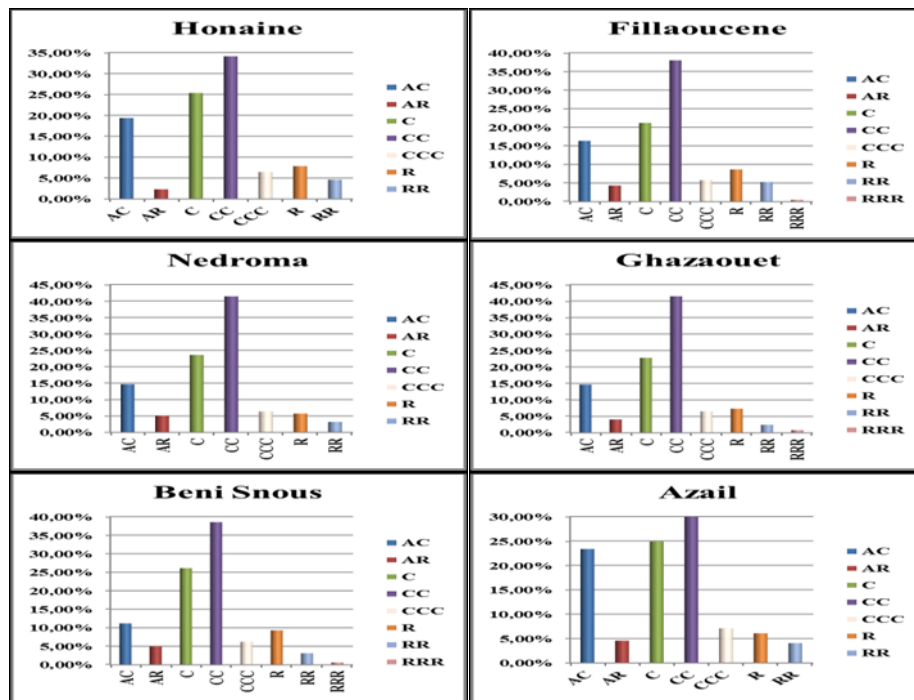 Honaine
35,00%
30,00%
25,00%
20,00%
15,00%
10,00%
5,00%
0,00%
AC AR C CC CCC R RR
AC
AR
C
CC
CCC
R
RR
Fillaoucene
40,00%
35,00%
30,00%
25,00%
20,00%
15,00%
10,00%
5,00%
0,00%
AC AR C CC CCC R RR RRR
AC
AR
C
CC
CCC
R
RR
RRR
Nedroma
45,00%
40,00%
35,00%
30,00%
25,00%
20,00%
15,00%
10,00%
5,00%
0,00%
AC AR C CC CCC R RR
AC
AR
C
CC
CCC
R
RR
Ghazaouet
45,00%
40,00%
35,00%
30,00%
25,00%
20,00%
15,00%
10,00%
5,00%
0,00%
AC AR C CC CCC R RR RRR
AC
AR
C
CC
CCC
R
RR
RRR
Beni Snous
40,00%
35,00%
30,00%
25,00%
20,00%
15,00%
10,00%
5,00%
0,00%
AC AR C CC CCC R RR RRR
AC
AR
C
CC
CCC
R
RR
RRR
Azail
30,00%
25,00%
20,00%
15,00%
10,00%
5,00%
0,00%
AC AR C CC CCC R RR
AC
AR
C
CC
CCC
R
RR